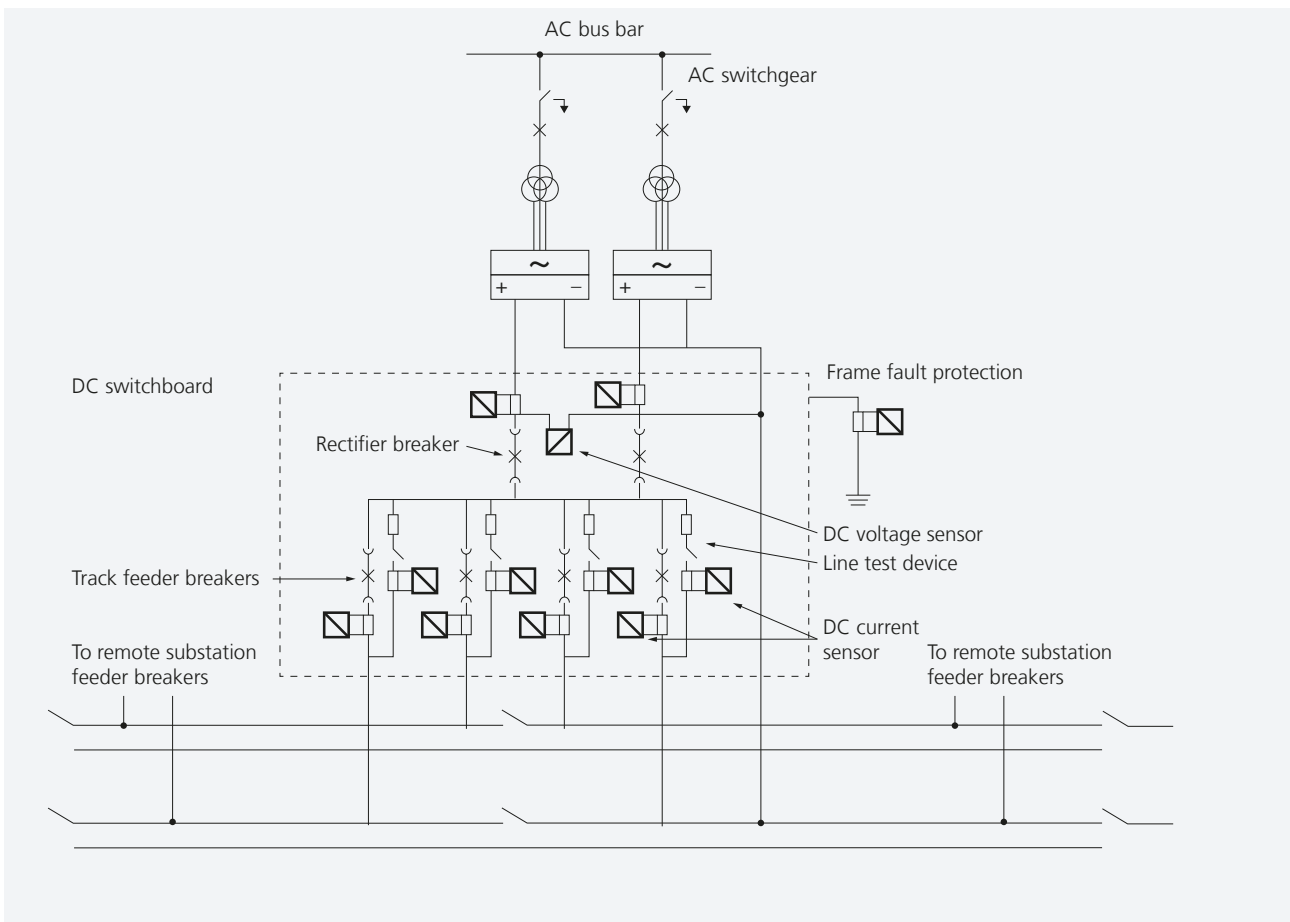 AC bus bar
AC switchgear
~
~
+ −
+ −
DC switchboard
Frame fault protection
Rectifier breaker
DC voltage sensor
Line test device
Track feeder breakers
DC current
sensor
To remote substation
feeder breakers
To remote substation
feeder breakers